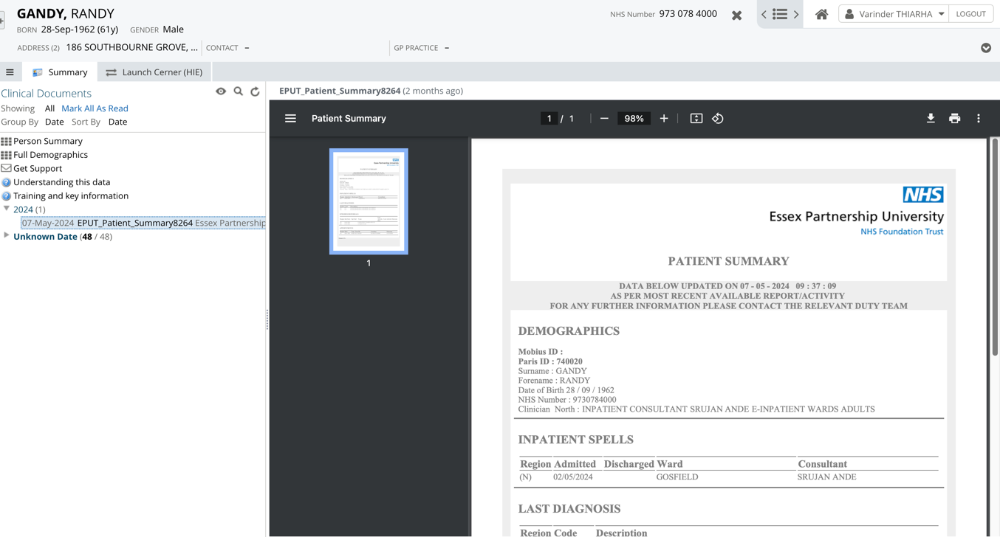 GANDY, RANDY
BORN 28-Sep-1962 (61y) GENDER Male
NHS Number 973 078 4000
Varinder THIARHA
LOGOUT
ADDRESS (2) 186 SOUTHBOURNE GROVE, ...
CONTACT –
GP PRACTICE –
Summary
Launch Cerner (HIE)
Clinical Documents
Showing All Mark All As Read
Group By Date Sort By Date
Person Summary
Full Demographics
Get Support
Understanding this data
Training and key information
2024 (1)
07-May-2024 EPUT_Patient_Summary8264 Essex Partnership
Unknown Date (48 / 48)
EPUT_Patient_Summary8264 (2 months ago)
Patient Summary
1 / 1
98%
1
NHS
Essex Partnership University
NHS Foundation Trust
PATIENT SUMMARY
DATA BELOW UPDATED ON 07 - 05 - 2024 09 : 37 : 09
AS PER MOST RECENT AVAILABLE REPORT/ACTIVITY
FOR ANY FURTHER INFORMATION PLEASE CONTACT THE RELEVANT DUTY TEAM
DEMOGRAPHICS
Mobius ID :
Paris ID : 740020
Surname : GANDY
Forename : RANDY
Date of Birth 28 / 09 / 1962
NHS Number : 9730784000
Clinician North : INPATIENT CONSULTANT SRUJAN ANDE E-INPATIENT WARDS ADULTS
INPATIENT SPELLS
Region Admitted Discharged Ward Consultant
(N) 02/05/2024 GOSFIELD SRUJAN ANDE
LAST DIAGNOSIS
Region Code Description